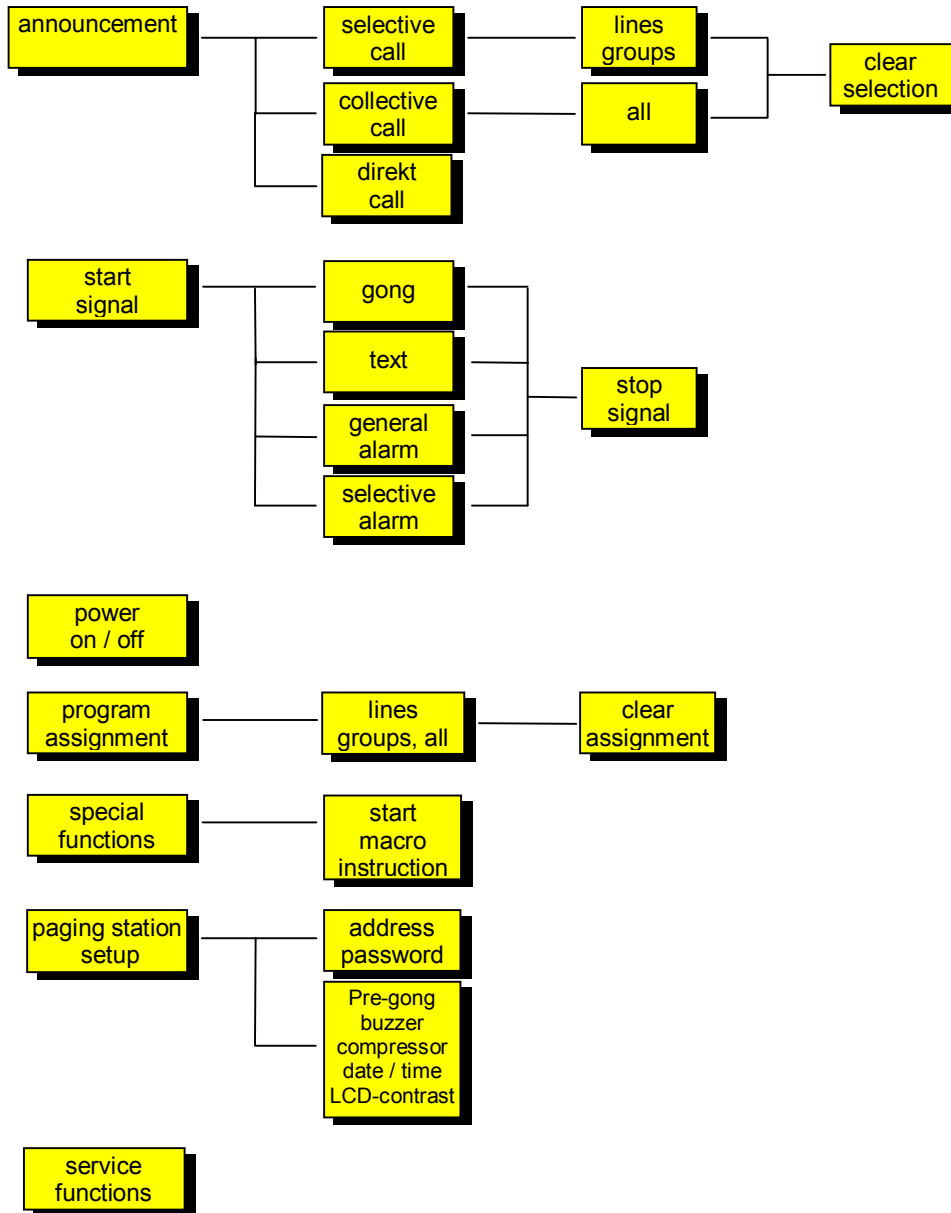 announcement
selective
call
lines
groups
clear
selection
collective
call
all
direkt
call
start
signal
gong
text
general
alarm
selective
alarm
stop
signal
power
on / off
program
assignment
lines
groups, all
clear
assignment
special
functions
start
macro
instruction
paging station
setup
address
password
Pre-gong
buzzer
compressor
date / time
LCD-contrast
service
functions